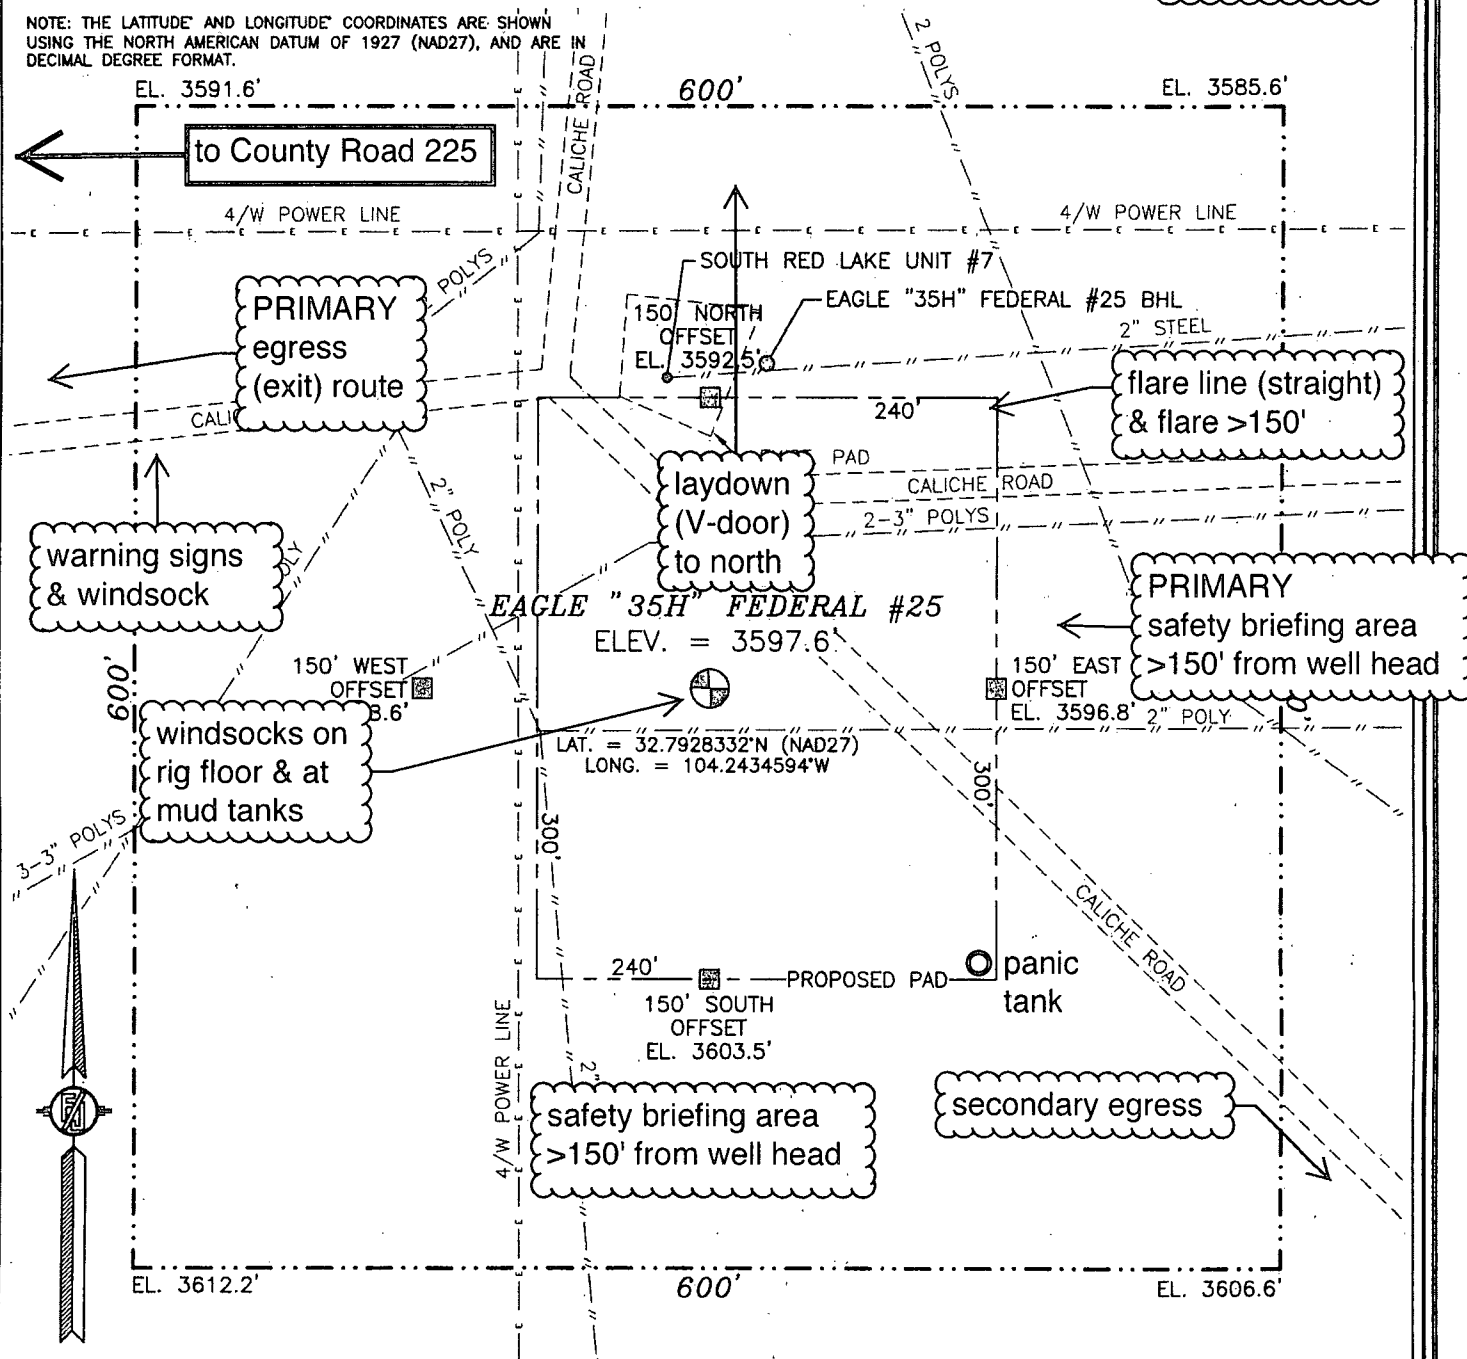 NOTE: THE LATITUDE AND LONGITUDE COORDINATES ARE SHOWN
USING THE NORTH AMERICAN DATUM OF 1927 (NAD27), AND ARE IN
DECIMAL DEGREE FORMAT.
EL. 3591.6'
600'
EL. 3585.6'
2 POLYS
CALICHE ROAD
to County Road 225
4/W POWER LINE
4/W POWER LINE
POLYS
SOUTH RED LAKE UNIT #7
EAGLE "35H" FEDERAL #25 BHL
PRIMARY
egress
(exit) route
150' NORTH
OFFSET
EL. 3592.5'
2" STEEL
flare line (straight)
& flare >150'
240'
CALIC
PAD
CALICHE ROAD
2-3" POLYS
laydown
(V-door)
to north
2" POLY
warning signs
& windsock
OLY
EAGLE "35H" FEDERAL #25
ELEV. = 3597.6'
PRIMARY
safety briefing area
>150' from well head
600'
150' WEST
OFFSET
3.6'
150' EAST
OFFSET
EL. 3596.8'
2" POLY
windsocks on
rig floor & at
mud tanks
LAT. = 32.7928332°N (NAD27)
LONG. = 104.2434594°W
300'
300'
3-3" POLYS
CALICHE ROAD
240'
PROPOSED PAD
panic
tank
150' SOUTH
OFFSET
EL. 3603.5'
4/W POWER LINE
2"
safety briefing area
>150' from well head
secondary egress
EL. 3612.2'
600'
EL. 3606.6'